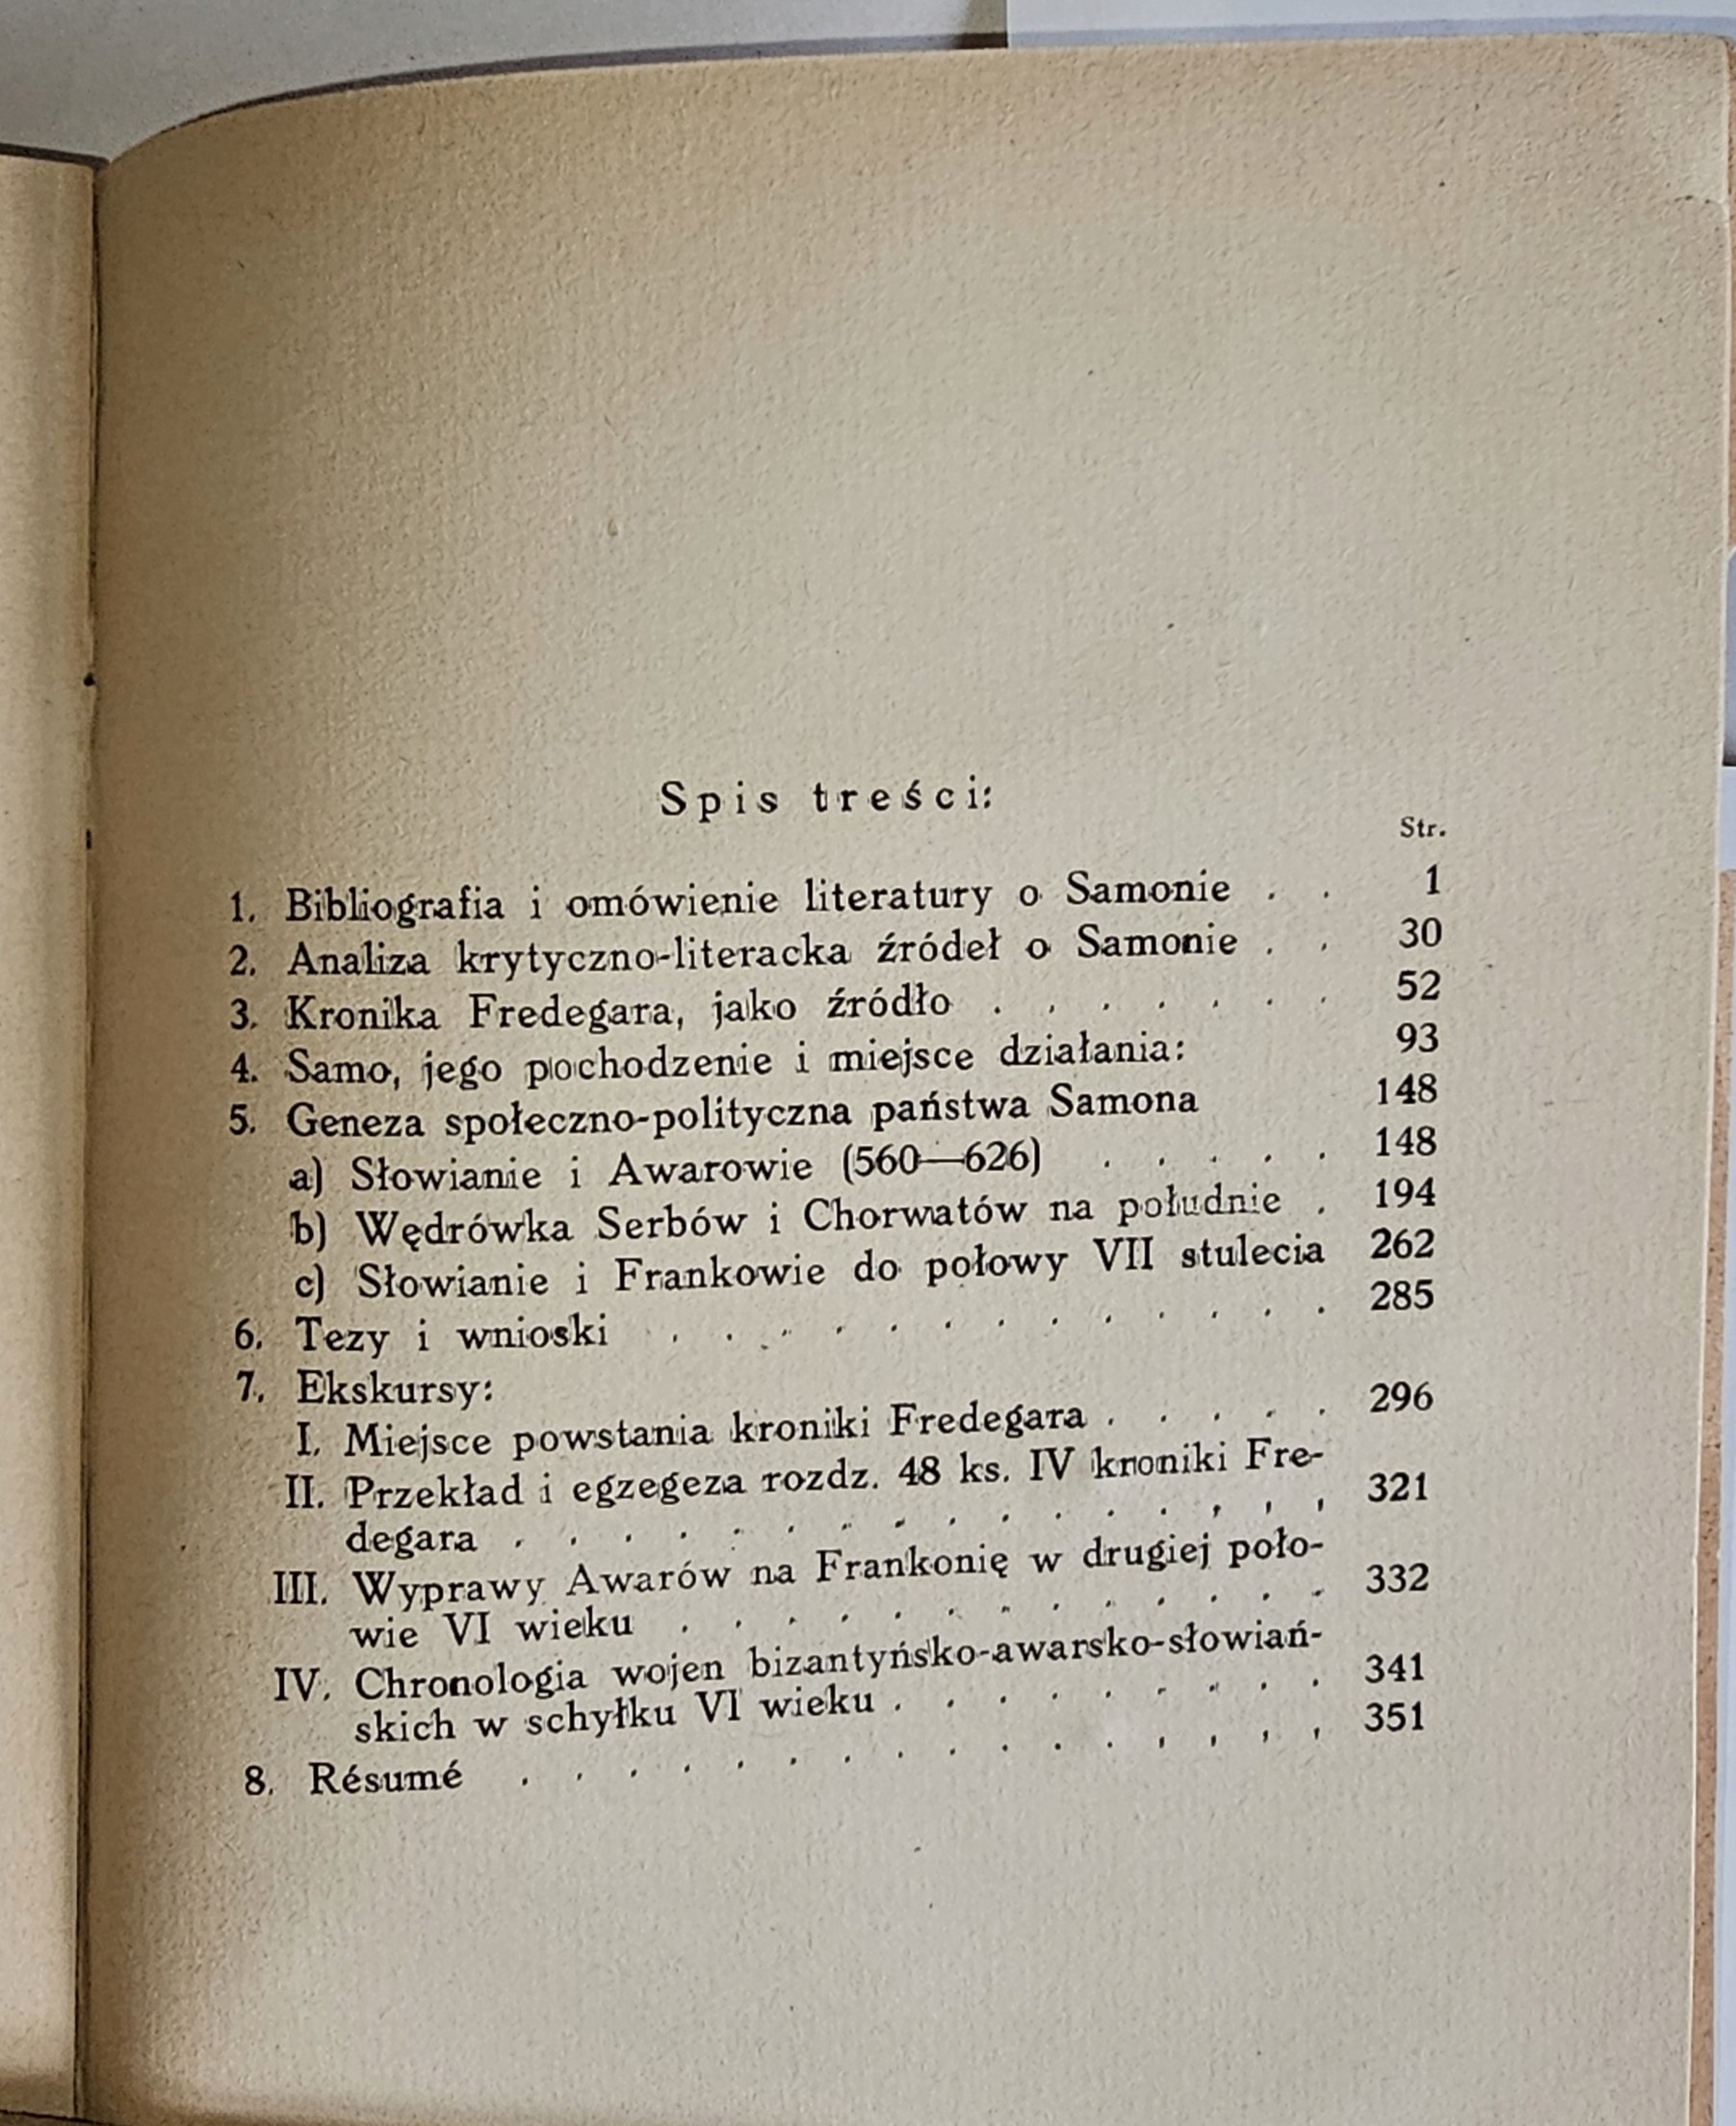 Spis treści:
Str.
1. Bibliografia i omówienie literatury o Samonie . . 1
2. Analiza krytyczno-literacka źródeł o Samonie . . 30
3. Kronika Fredegara, jako źródło . . . . . . . 52
4. Samo, jego pochodzenie i miejsce działania: 93
5. Geneza społeczno-polityczna państwa Samona 148
a) Słowianie i Awarowie (560—626) . . . . . 148
b) Wędrówka Serbów i Chorwatów na południe . 194
c) Słowianie i Frankowie do połowy VII stulecia 262
6. Tezy i wnioski . . . . . . . . . . . . . 285
7. Ekskursy:
I. Miejsce powstania kroniki Fredegara . . . . . 296
II. Przekład i egzegeza rozdz. 48 ks. IV kroniki Fre-
degara . . . . . . . . . . . . . . . . 321
III. Wyprawy Awarów na Frankonię w drugiej poło-
wie VI wieku . . . . . . . . . . . . . 332
IV. Chronologia wojen bizantyńsko-awarsko-słowiań-
skich w schyłku VI wieku . . . . . . . . . 341
8. Résumé . . . . . . . . . . . . . . . . 351